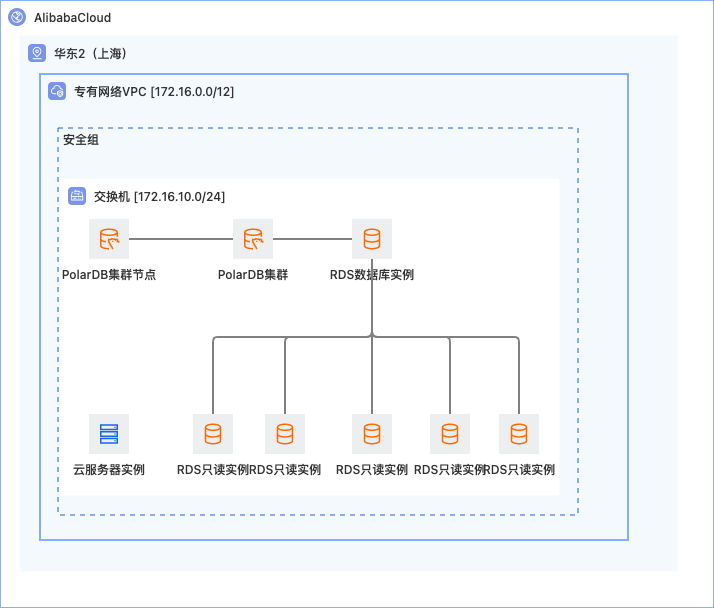 AlibabaCloud
华东2（上海）
专有网络VPC [172.16.0.0/12]
安全组
交换机 [172.16.10.0/24]
PolarDB集群节点
PolarDB集群
RDS数据库实例
云服务器实例
RDS只读实例
RDS只读实例
RDS只读实例
RDS只读实例
RDS只读实例